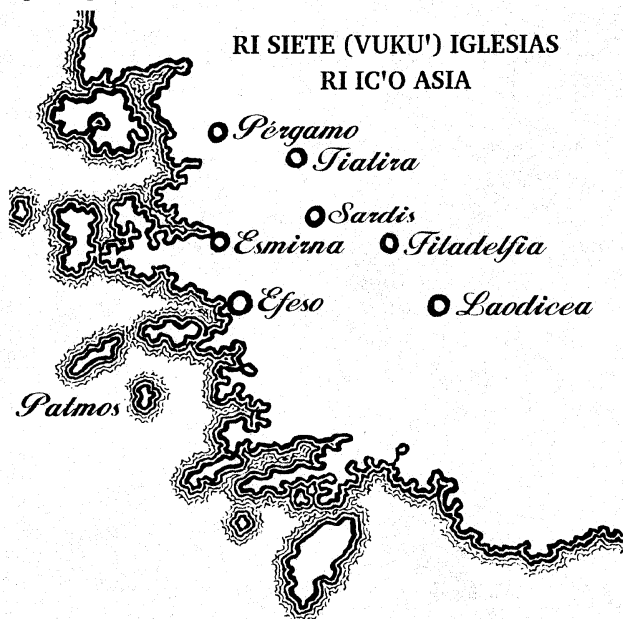 RI SIETE (VUKU') IGLESIAS
RI IC'O ASIA
Pérgamo
Tiatira
Sardis
Esmirna
Filadelfia
Efeso
Laodicea
Patmos